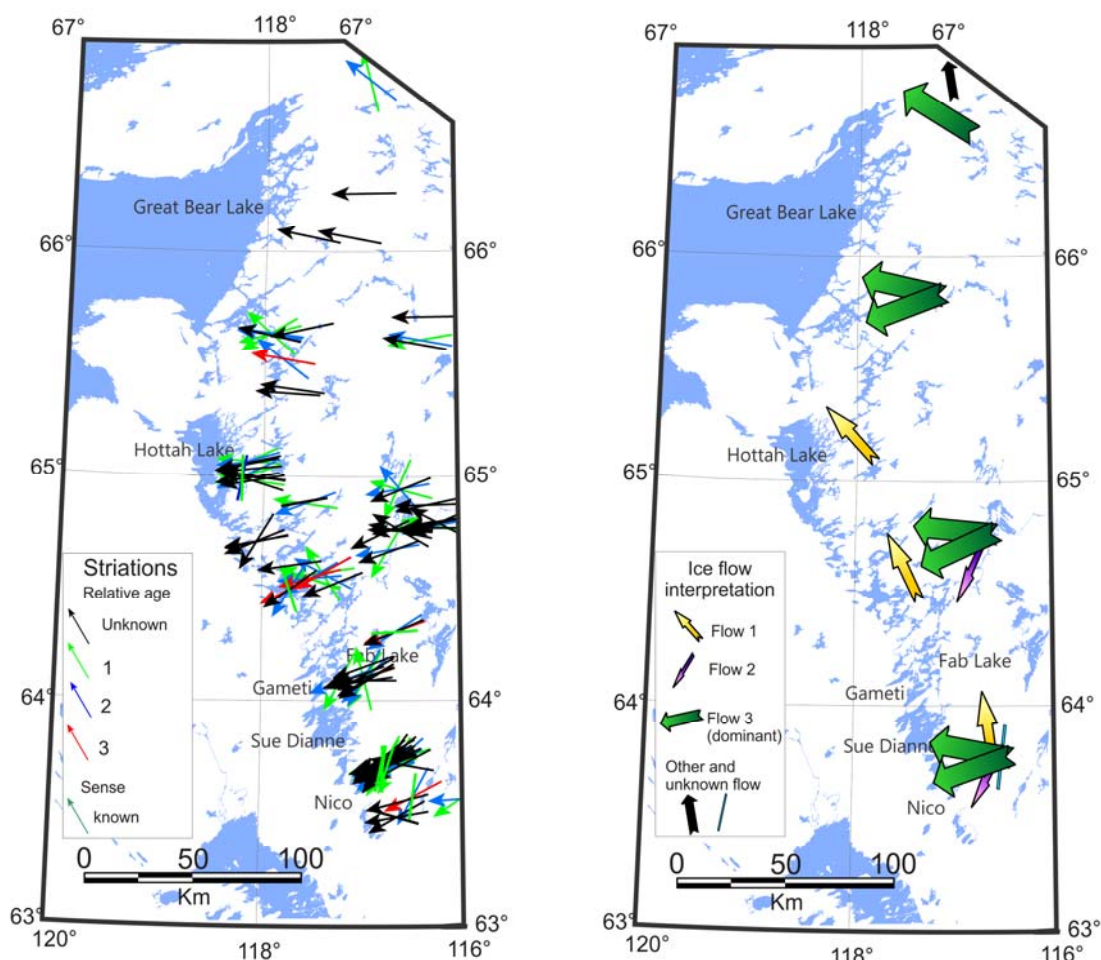 118°
67°
67°
Great Bear Lake
66°
66°
Hottah Lake
65°
65°
Striations
Relative age
Unknown
1
2
3
Sense
known
Fab Lake
Gameti
64°
64°
Sue Dianne
Nico
0 50 100
Km
63°
63°
120°
118°
116°
118°
67°
67°
Great Bear Lake
66°
66°
Hottah Lake
65°
65°
Ice flow
interpretation
Flow 1
Flow 2
Flow 3
(dominant)
Other and
unknown flow
Fab Lake
Gameti
64°
64°
Sue Dianne
Nico
0 50 100
Km
63°
63°
120°
118°
116°